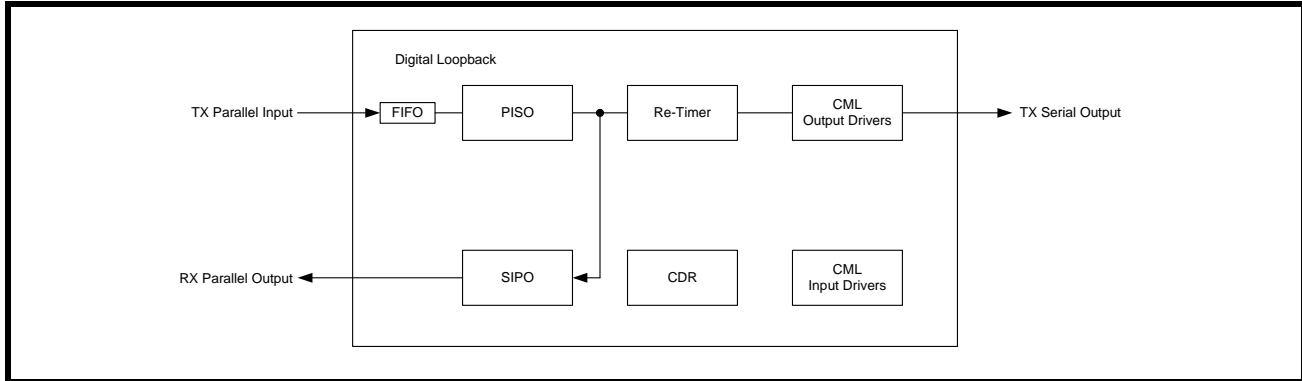 Digital Loopback
TX Parallel Input
FIFO
PISO
Re-Timer
CML
Output Drivers
TX Serial Output
RX Parallel Output
SIPO
CDR
CML
Input Drivers